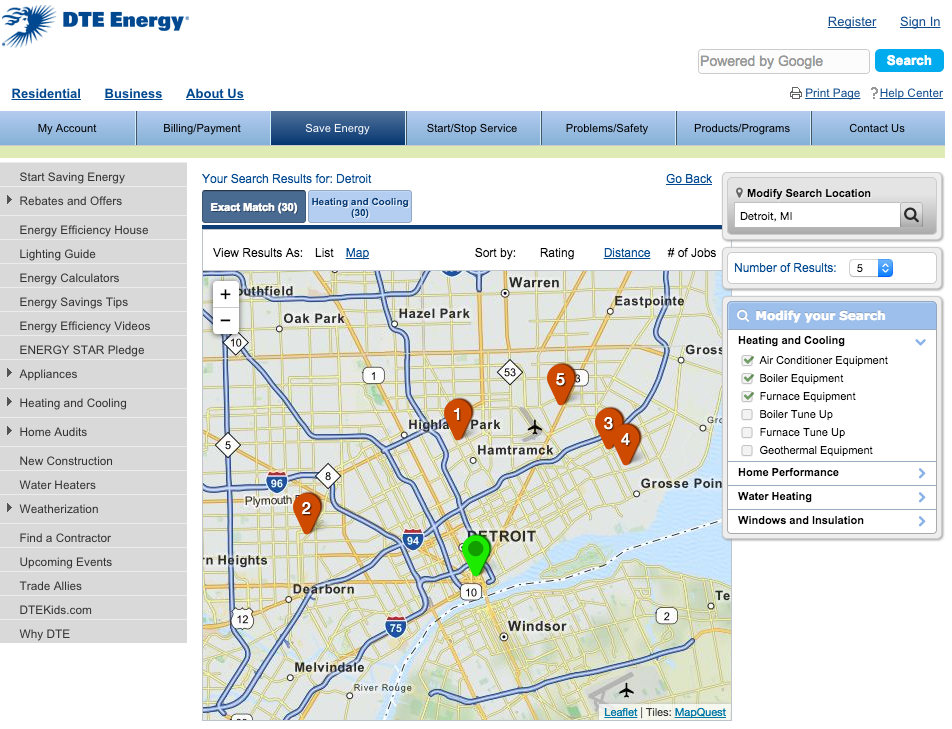 DTE Energy®
Register Sign In
Powered by Google Search
Residential Business About Us
Print Page ? Help Center
My Account Billing/Payment Save Energy Start/Stop Service Problems/Safety Products/Programs Contact Us
Start Saving Energy
Rebates and Offers
Energy Efficiency House
Lighting Guide
Energy Calculators
Energy Savings Tips
Energy Efficiency Videos
ENERGY STAR Pledge
Appliances
Heating and Cooling
Home Audits
New Construction
Water Heaters
Weatherization
Find a Contractor
Upcoming Events
Trade Allies
DTEKids.com
Why DTE
Your Search Results for: Detroit Go Back
Exact Match (30)
Heating and Cooling
(30)
View Results As: List Map Sort by: Rating Distance # of Jobs
+
−
uthfield
Warren
Eastpointe
Oak Park
Hazel Park
10
Gross
1
53
5
3
1
Highland Park
3
4
Gro
5
Hamtramck
96
8
Grosse Poin
Plymouth
2
94
DETROIT
rn Heights
Dearborn
10
Te
12
75
2
Windsor
Melvindale
River Rouge
Leaflet | Tiles: MapQuest
Modify Search Location
Detroit, MI
Number of Results: 5
Modify your Search
Heating and Cooling
Air Conditioner Equipment
Boiler Equipment
Furnace Equipment
Boiler Tune Up
Furnace Tune Up
Geothermal Equipment
Home Performance
Water Heating
Windows and Insulation